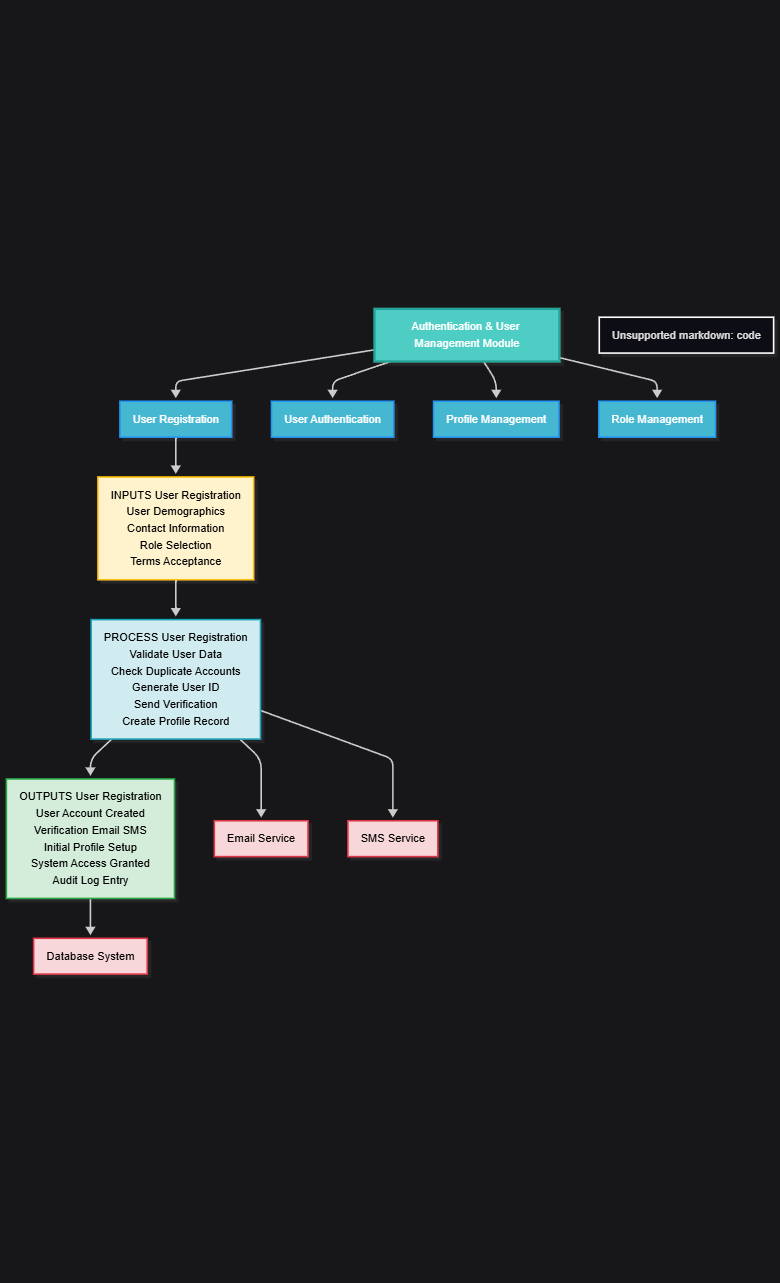 Authentication & User
Management Module
Unsupported markdown: code
User Registration
User Authentication
Profile Management
Role Management
INPUTS User Registration
User Demographics
Contact Information
Role Selection
Terms Acceptance
PROCESS User Registration
Validate User Data
Check Duplicate Accounts
Generate User ID
Send Verification
Create Profile Record
OUTPUTS User Registration
User Account Created
Verification Email SMS
Initial Profile Setup
System Access Granted
Audit Log Entry
Email Service
SMS Service
Database System